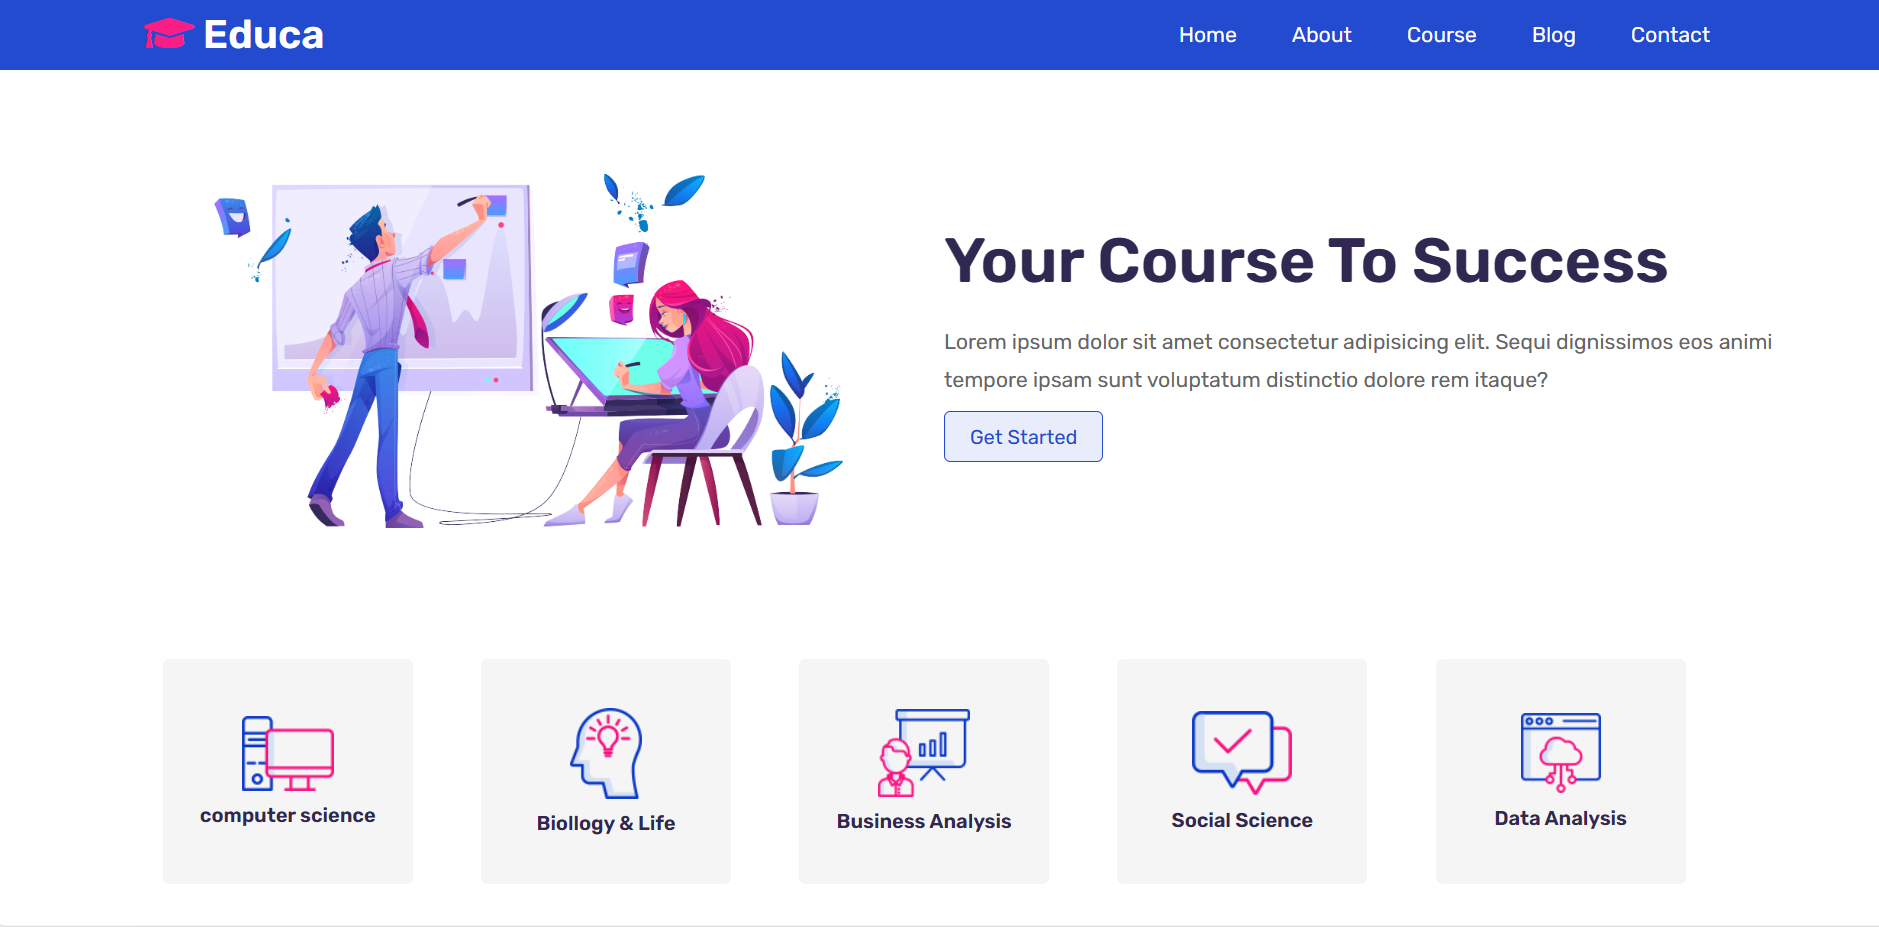 Educa
Home About Course Blog Contact
Your Course To Success
Lorem ipsum dolor sit amet consectetur adipisicing elit. Sequi dignissimos eos animi
tempore ipsam sunt voluptatum distinctio dolore rem itaque?
Get Started
computer science
Biollogy & Life
Business Analysis
Social Science
Data Analysis